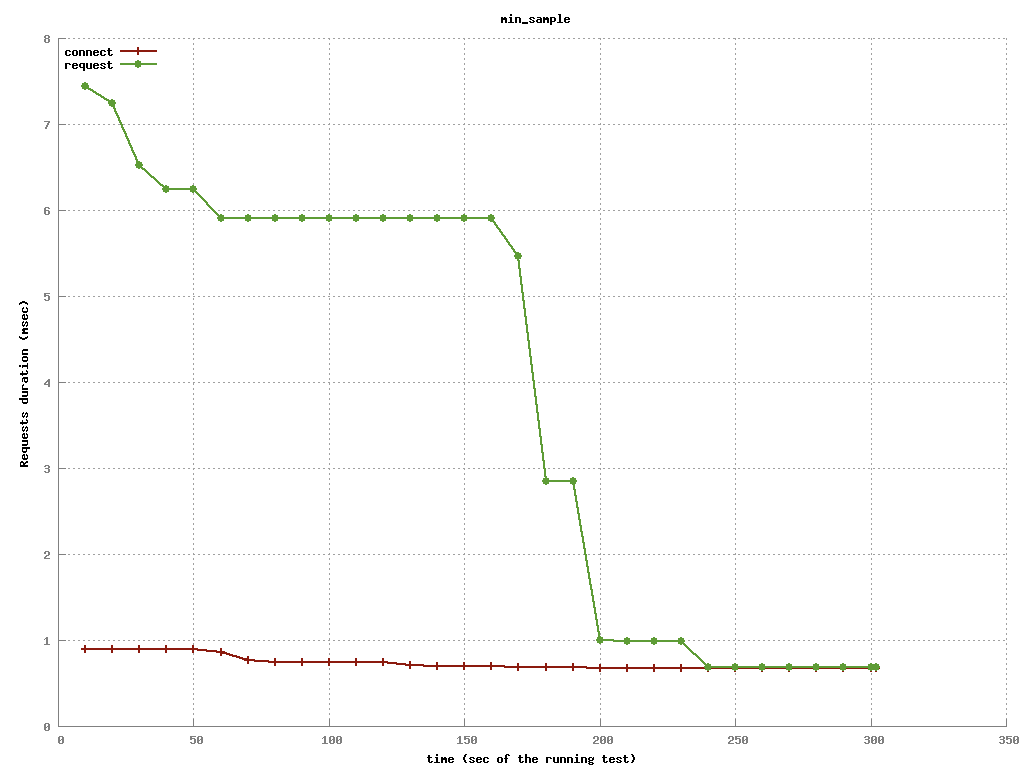 min_sample
connect
request
8
7
6
5
4
3
2
1
0
Requests duration (msec)
0 50 100 150 200 250 300 350
time (sec of the running test)